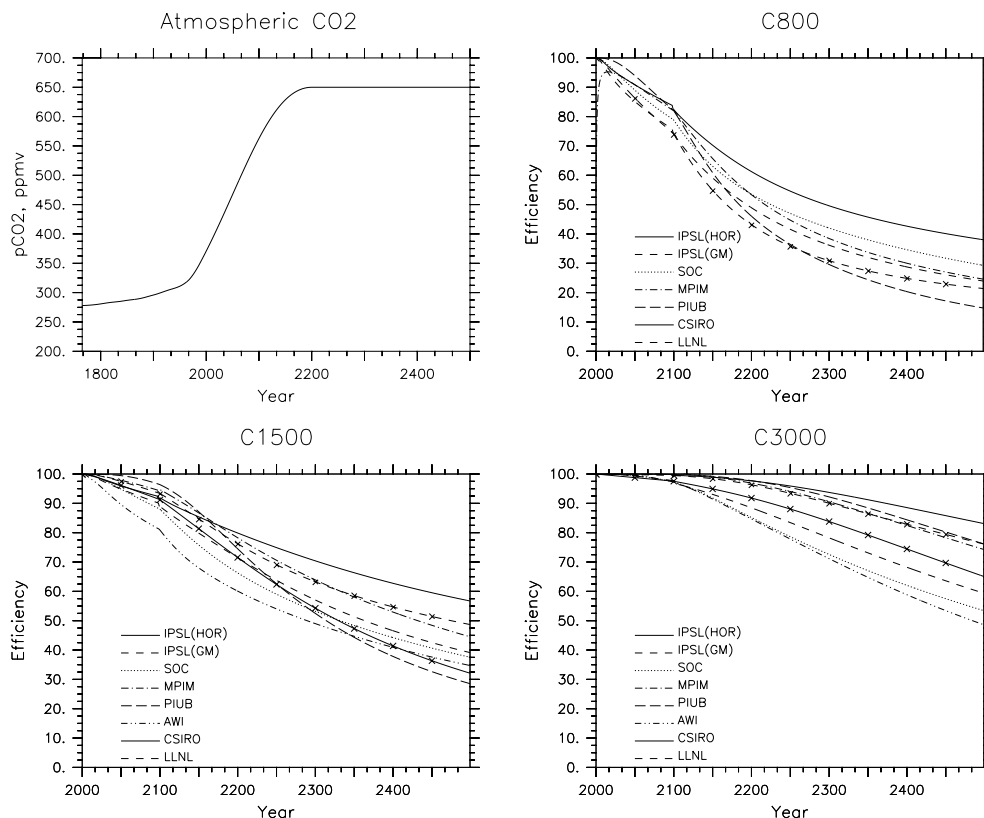 Atmospheric CO2
700.
650.
600.
550.
500.
450.
400.
350.
300.
250.
200.
pCO2, ppmv
1800
2000
2200
2400
Year
C800
100.
90.
80.
70.
60.
50.
40.
30.
20.
10.
0.
Efficiency
IPSL(HOR)
IPSL(GM)
SOC
MPIM
PIUB
CSIRO
LLNL
2000
2100
2200
2300
2400
Year
C1500
100.
90.
80.
70.
60.
50.
40.
30.
20.
10.
0.
Efficiency
IPSL(HOR)
IPSL(GM)
SOC
MPIM
PIUB
AWI
CSIRO
LLNL
2000
2100
2200
2300
2400
Year
C3000
100.
90.
80.
70.
60.
50.
40.
30.
20.
10.
0.
Efficiency
IPSL(HOR)
IPSL(GM)
SOC
MPIM
PIUB
AWI
CSIRO
LLNL
2000
2100
2200
2300
2400
Year